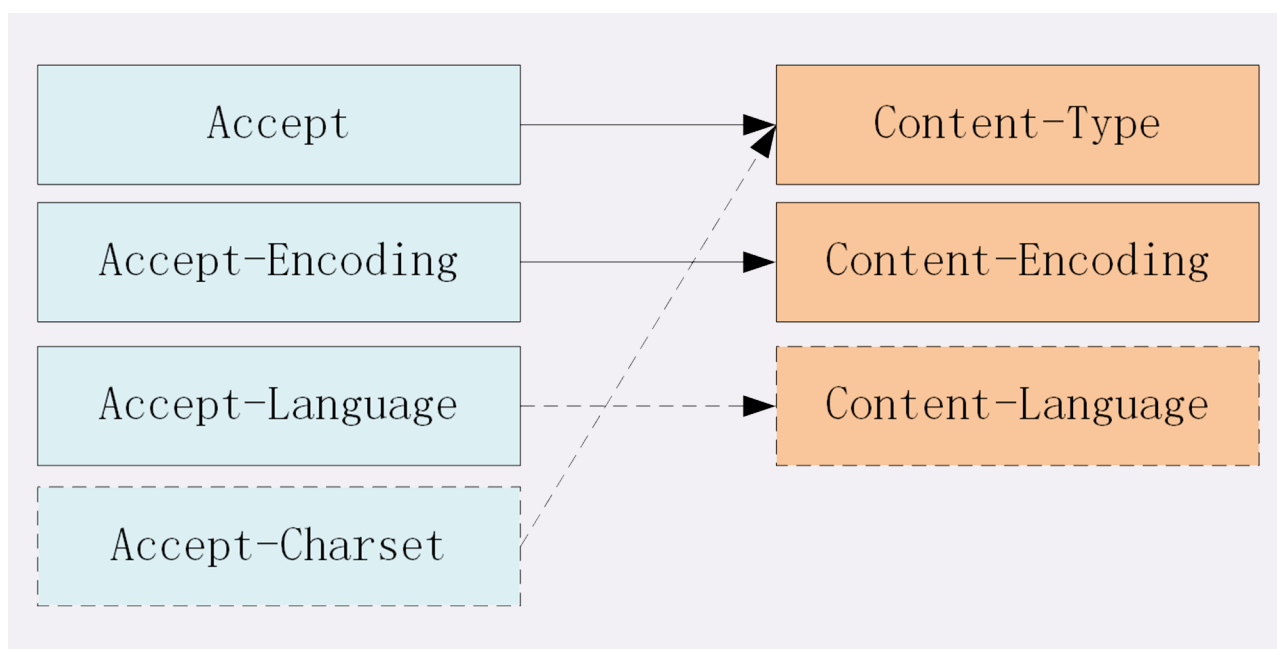 Accept
Content-Type
Accept-Encoding
Content-Encoding
Accept-Language
Content-Language
Accept-Charset